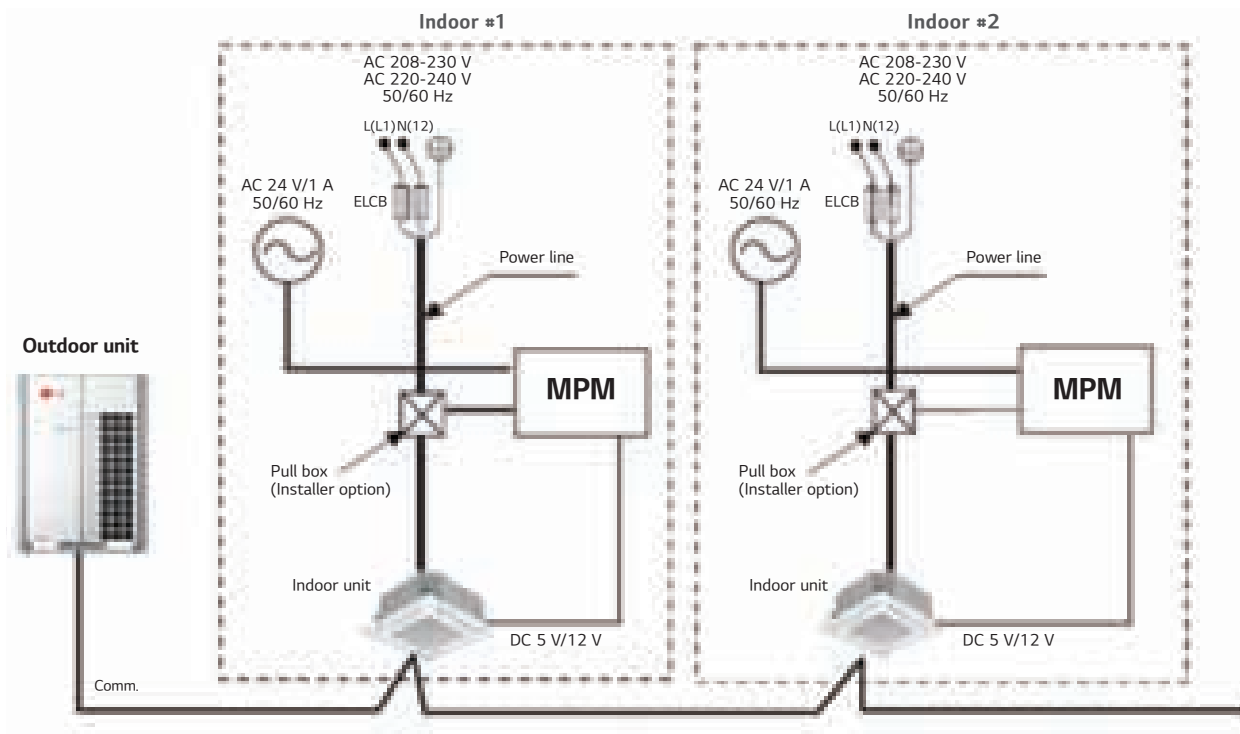 Indoor #1
AC 208-230 V
AC 220-240 V
50/60 Hz
L(L1)N(12)
AC 24 V/1 A
50/60 Hz
ELCB
Power line
MPM
Pull box
(Installer option)
Indoor unit
DC 5 V/12 V
Indoor #2
AC 208-230 V
AC 220-240 V
50/60 Hz
L(L1)N(12)
AC 24 V/1 A
50/60 Hz
ELCB
Power line
MPM
Pull box
(Installer option)
Indoor unit
DC 5 V/12 V
Outdoor unit
Comm.